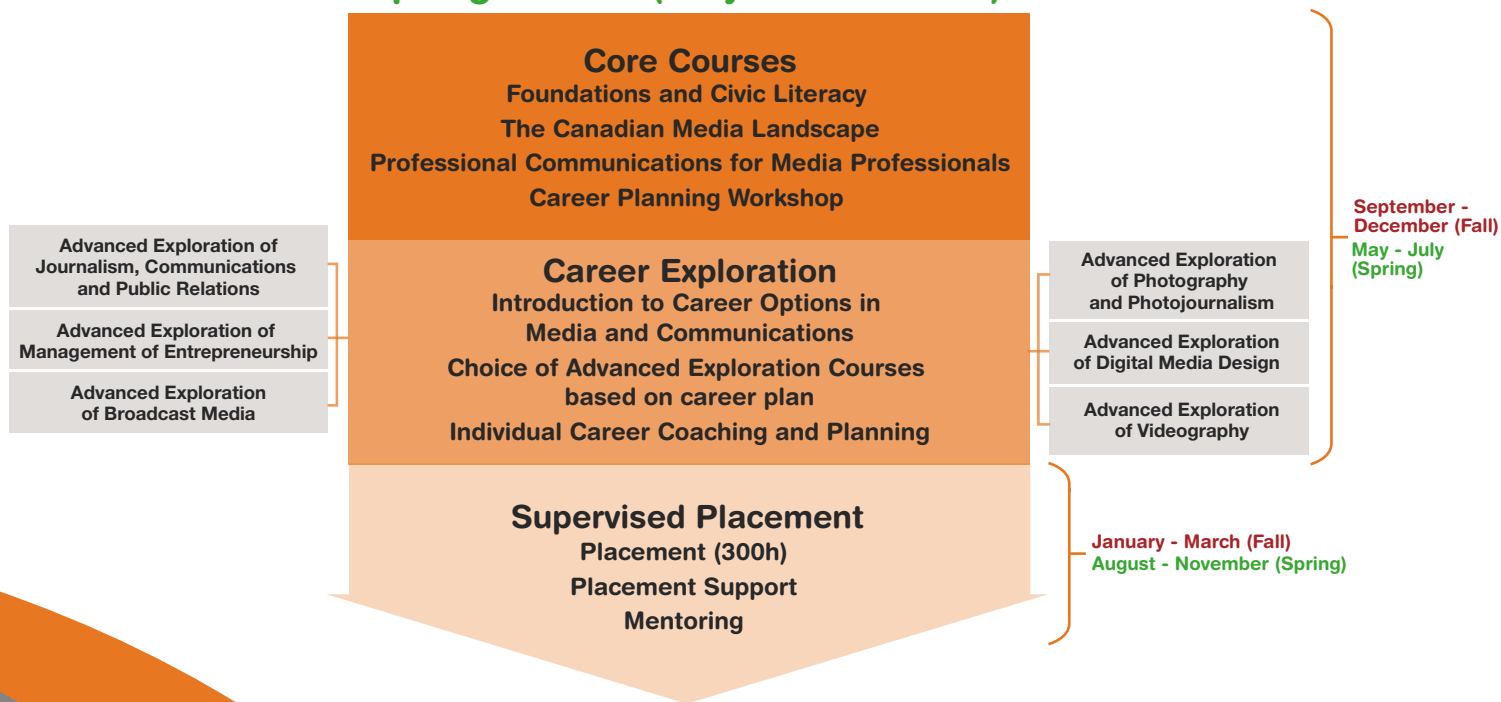 Core Courses
Foundations and Civic Literacy
The Canadian Media Landscape
Professional Communications for Media Professionals
Career Planning Workshop
Advanced Exploration of
Journalism, Communications
and Public Relations
Advanced Exploration of
Management of Entrepreneurship
Advanced Exploration
of Broadcast Media
Career Exploration
Introduction to Career Options in
Media and Communications
Choice of Advanced Exploration Courses
based on career plan
Individual Career Coaching and Planning
Advanced Exploration
of Photography
and Photojournalism
Advanced Exploration
of Digital Media Design
Advanced Exploration
of Videography
September -
December (Fall)
May - July
(Spring)
Supervised Placement
Placement (300h)
Placement Support
Mentoring
January - March (Fall)
August - November (Spring)